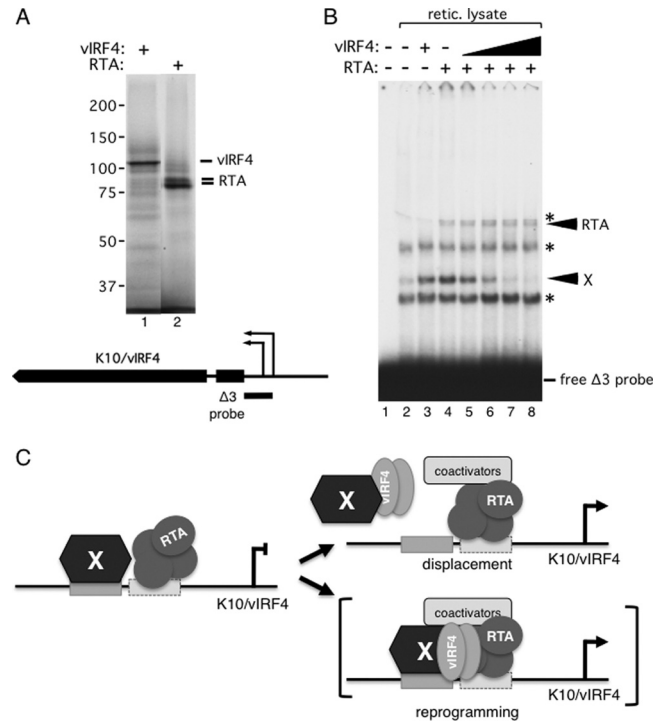 A
vIRF4: +
RTA: +
200
150
100
75
50
37
vIRF4
RTA
1 2
K10/vIRF4
Δ3
probe
B
retic. lysate
vIRF4: - - + -
RTA: - - - + + + + +
*
RTA
*
X
*
free Δ3 probe
1 2 3 4 5 6 7 8
C
X
RTA
K10/vIRF4
X
vIRF4
coactivators
RTA
displacement
K10/vIRF4
coactivators
X
vIRF4
RTA
K10/vIRF4
reprogramming